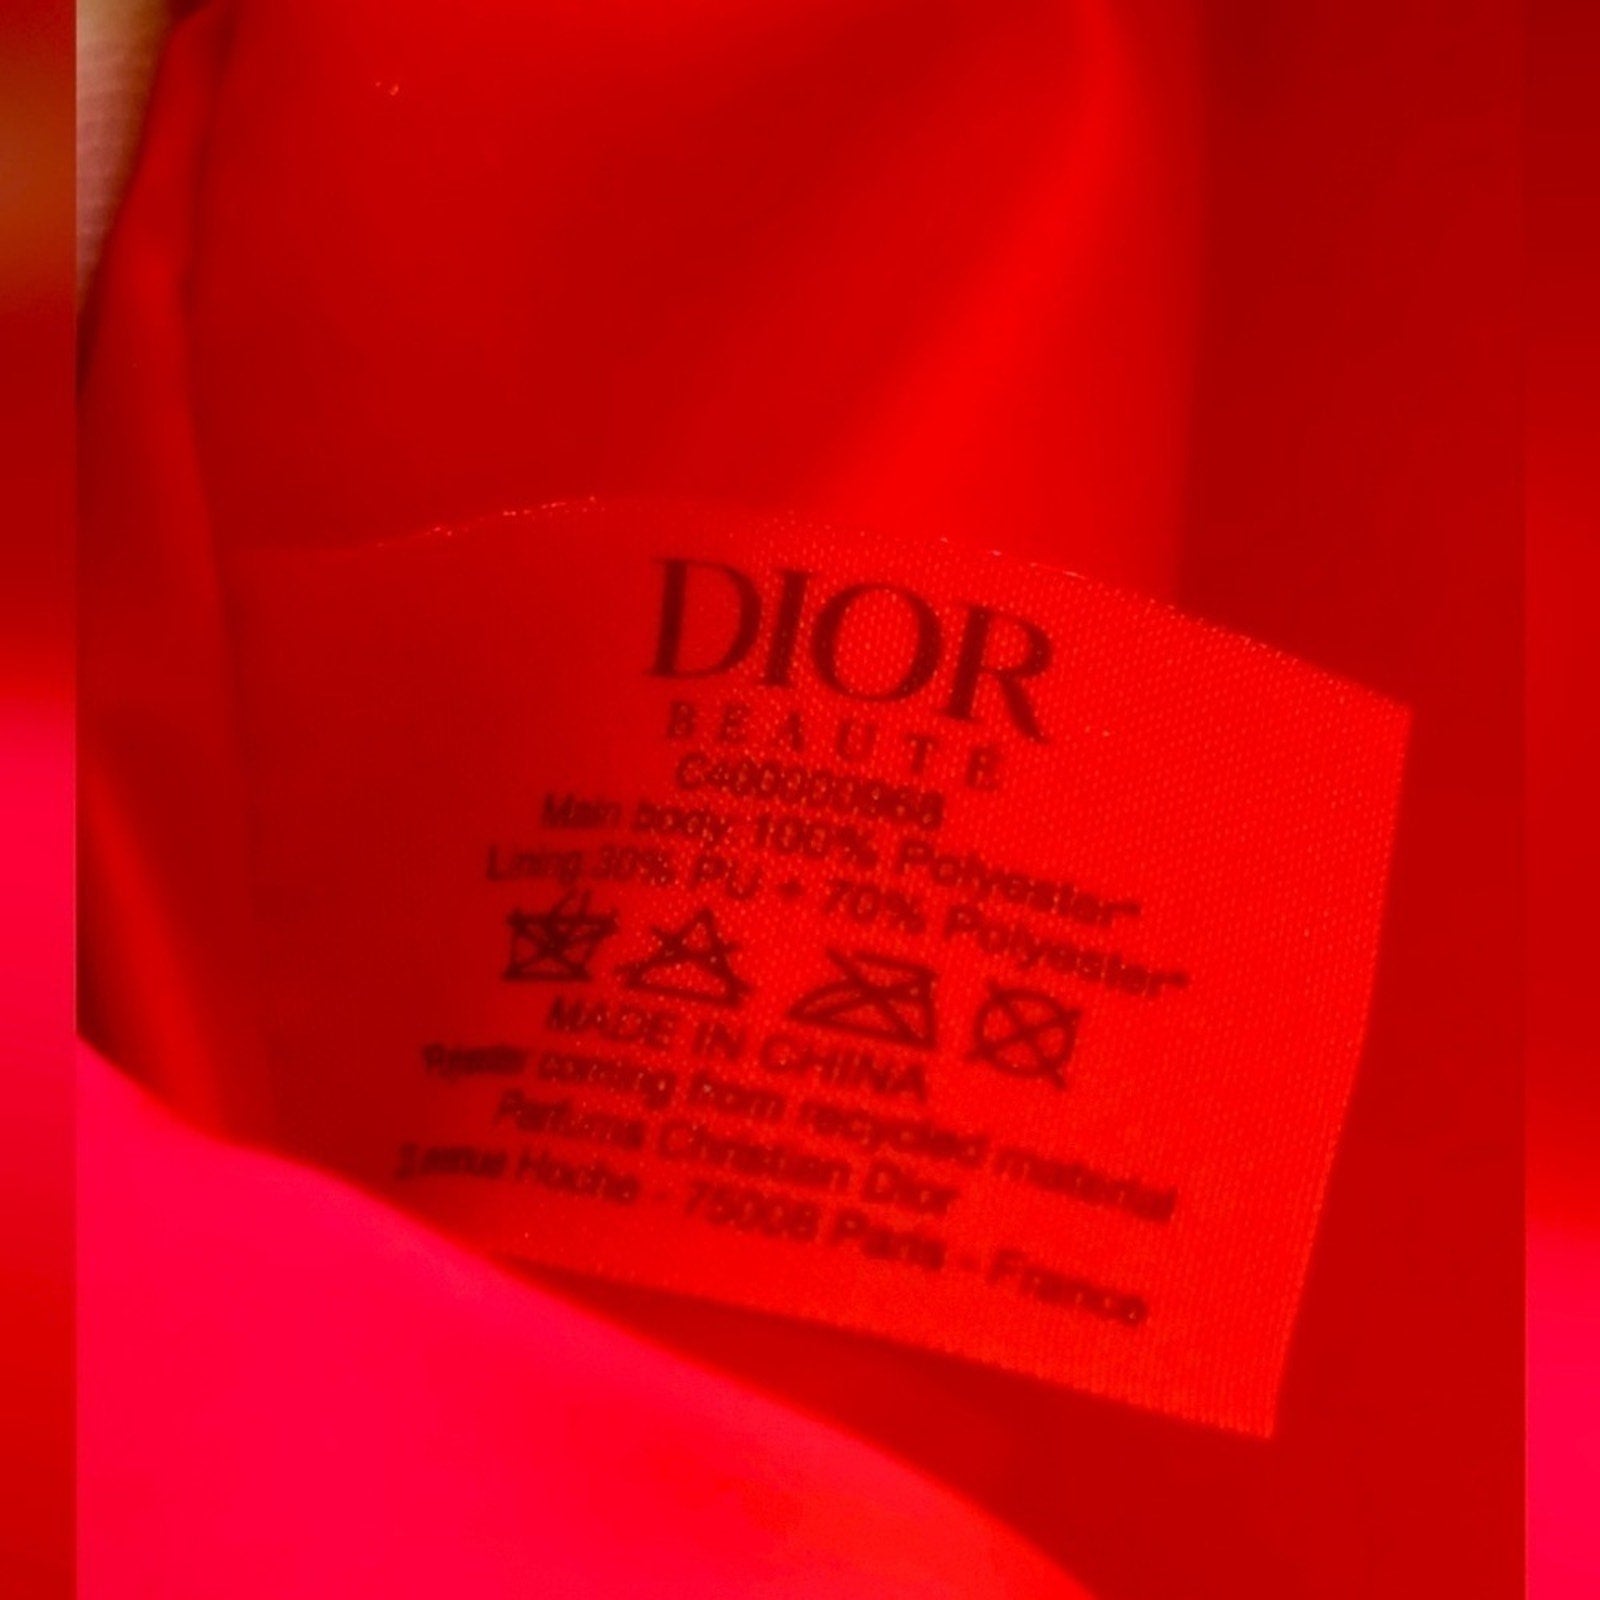 DIOR
BEAUTÉ
Main body: 100% Polyester*
Lining 30% PU + 70% Polyester*
MADE IN CHINA
coming from recycled material
Parfums Christian Dior
Hoche - 75008 Paris - France